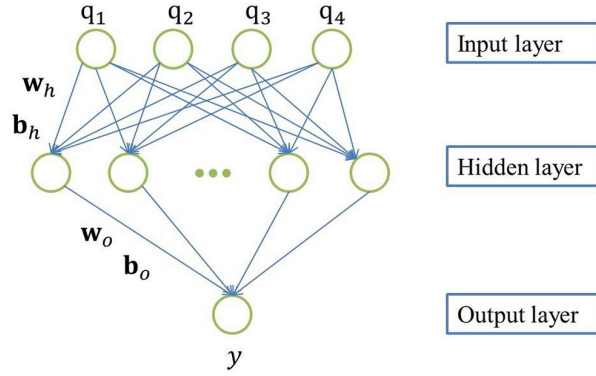 q₁ q₂ q₃ q₄
Input layer
𝐰ₕ
𝐛ₕ
Hidden layer
𝐰ₒ
𝐛ₒ
Output layer
y